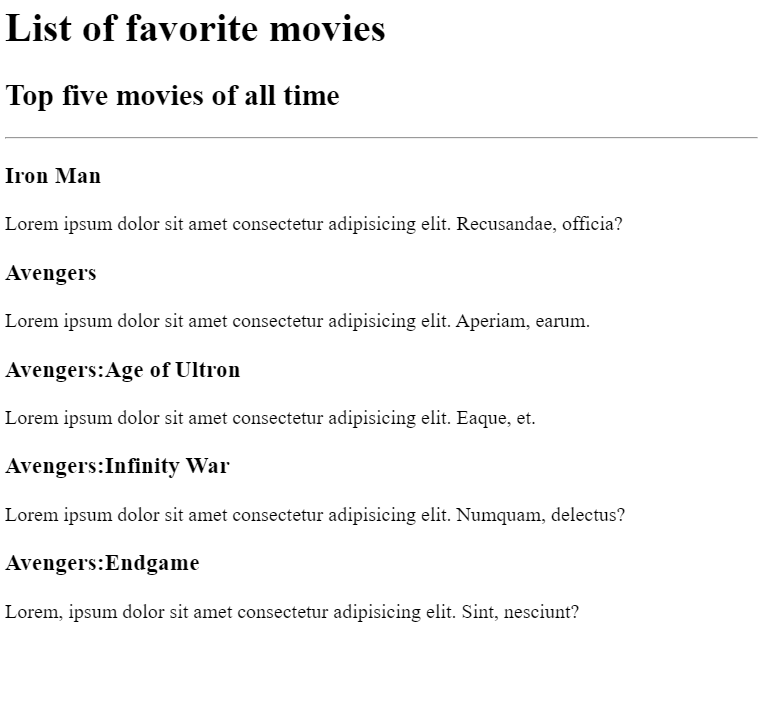 List of favorite movies
Top five movies of all time
Iron Man
Lorem ipsum dolor sit amet consectetur adipisicing elit. Recusandae, officia?
Avengers
Lorem ipsum dolor sit amet consectetur adipisicing elit. Aperiam, earum.
Avengers:Age of Ultron
Lorem ipsum dolor sit amet consectetur adipisicing elit. Eaque, et.
Avengers:Infinity War
Lorem ipsum dolor sit amet consectetur adipisicing elit. Numquam, delectus?
Avengers:Endgame
Lorem, ipsum dolor sit amet consectetur adipisicing elit. Sint, nesciunt?